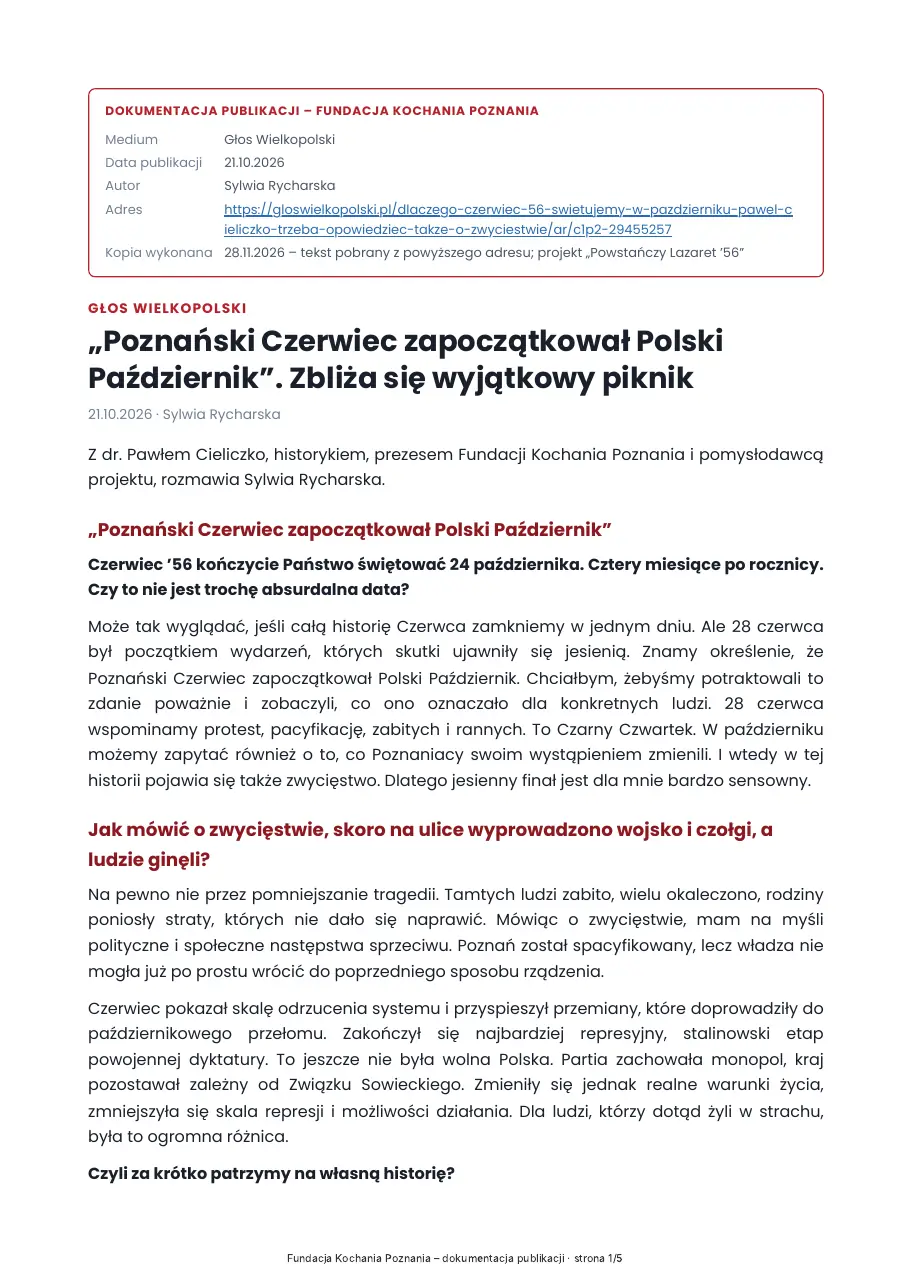 DOKUMENTACJA PUBLIKACJI – FUNDACJA KOCHANIA POZNANIA
Medium Głos Wielkopolski
Data publikacji 21.10.2026
Autor Sylwia Rycharska
Adres https://gloswielkopolski.pl/dlaczego-czerwiec-56-swietujemy-w-pazdzierniku-pawel-c
ieliczko-trzeba-opowiedziec-takze-o-zwyciestwie/ar/c1p2-29455257
Kopia wykonana 28.11.2026 – tekst pobrany z powyższego adresu; projekt „Powstańczy Lazaret ’56”
GŁOS WIELKOPOLSKI
„Poznański Czerwiec zapoczątkował Polski
Październik”. Zbliża się wyjątkowy piknik
21.10.2026 · Sylwia Rycharska
Z dr. Pawłem Cieliczko, historykiem, prezesem Fundacji Kochania Poznania i pomysłodawcą
projektu, rozmawia Sylwia Rycharska.
„Poznański Czerwiec zapoczątkował Polski Październik”
Czerwiec ’56 kończycie Państwo świętować 24 października. Cztery miesiące po rocznicy.
Czy to nie jest trochę absurdalna data?
Może tak wyglądać, jeśli całą historię Czerwca zamkniemy w jednym dniu. Ale 28 czerwca
był początkiem wydarzeń, których skutki ujawniły się jesienią. Znamy określenie, że
Poznański Czerwiec zapoczątkował Polski Październik. Chciałbym, żebyśmy potraktowali to
zdanie poważnie i zobaczyli, co ono oznaczało dla konkretnych ludzi. 28 czerwca
wspominamy protest, pacyfikację, zabitych i rannych. To Czarny Czwartek. W październiku
możemy zapytać również o to, co Poznaniacy swoim wystąpieniem zmienili. I wtedy w tej
historii pojawia się także zwycięstwo. Dlatego jesienny finał jest dla mnie bardzo sensowny.
Jak mówić o zwycięstwie, skoro na ulice wyprowadzono wojsko i czołgi, a
ludzie ginęli?
Na pewno nie przez pomniejszanie tragedii. Tamtych ludzi zabito, wielu okaleczono, rodziny
poniosły straty, których nie dało się naprawić. Mówiąc o zwycięstwie, mam na myśli
polityczne i społeczne następstwa sprzeciwu. Poznań został spacyfikowany, lecz władza nie
mogła już po prostu wrócić do poprzedniego sposobu rządzenia.
Czerwiec pokazał skalę odrzucenia systemu i przyspieszył przemiany, które doprowadziły do
październikowego przełomu. Zakończył się najbardziej represyjny, stalinowski etap
powojennej dyktatury. To jeszcze nie była wolna Polska. Partia zachowała monopol, kraj
pozostawał zależny od Związku Sowieckiego. Zmieniły się jednak realne warunki życia,
zmniejszyła się skala represji i możliwości działania. Dla ludzi, którzy dotąd żyli w strachu,
była to ogromna różnica.
Czyli za krótko patrzymy na własną historię?
Fundacja Kochania Poznania – dokumentacja publikacji · strona 1/5